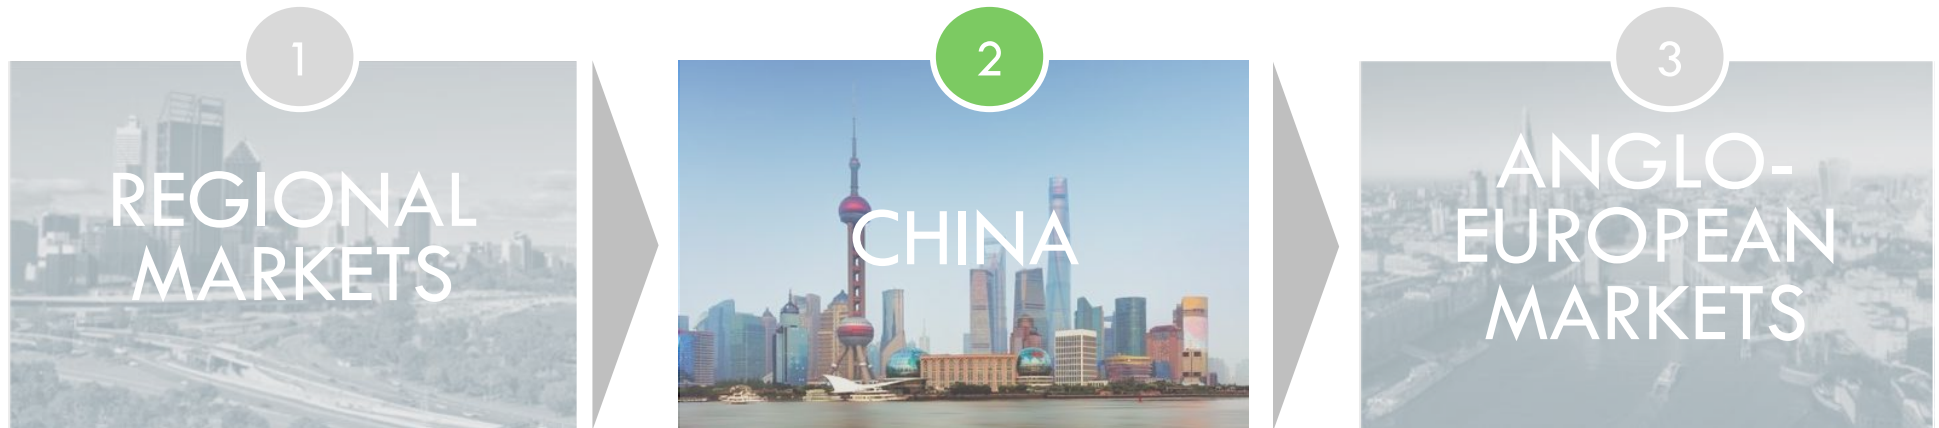 1
REGIONAL
MARKETS
2
CHINA
3
ANGLO-
EUROPEAN
MARKETS